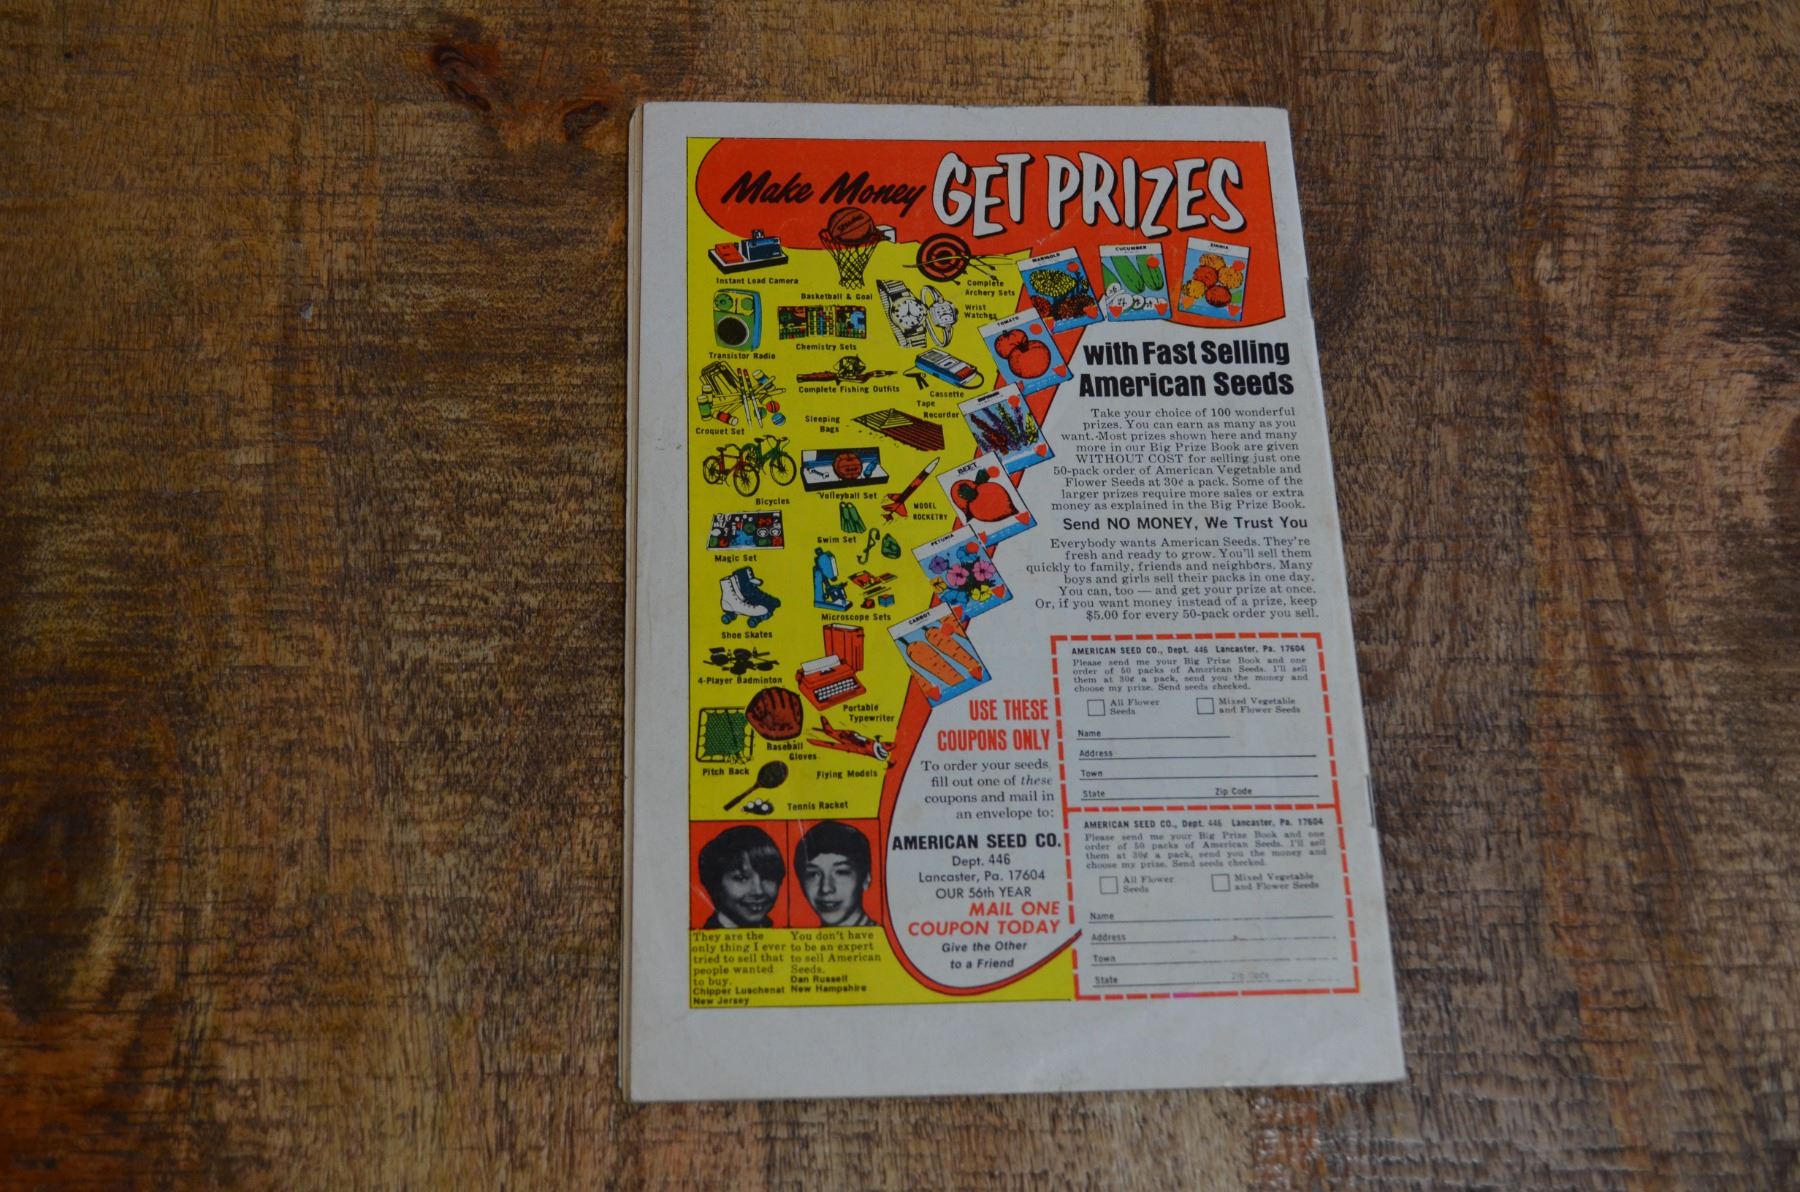 Make Money GET PRIZES
Instant Load Camera
Basketball & Goal
Complete
Archery Sets
Wrist
Watches
Transistor Radio
Chemistry Sets
Complete Fishing Outfits
Cassette
Tape
Recorder
Croquet Set
Sleeping
Bags
Bicycles
Volleyball Set
MODEL
ROCKETRY
Magic Set
Swim Set
Shoe Skates
Microscope Sets
4-Player Badminton
Portable
Typewriter
Pitch Back
Baseball
Gloves
Flying Models
Tennis Racket
MARIGOLD
CUCUMBER
ZINNIA
TOMATO
BEET
PETUNIA
CARROT
with Fast Selling
American Seeds
Take your choice of 100 wonderful
prizes. You can earn as many as you
want. Most prizes shown here and many
more in our Big Prize Book are given
WITHOUT COST for selling just one
50-pack order of American Vegetable and
Flower Seeds at 30¢ a pack. Some of the
larger prizes require more sales or extra
money as explained in the Big Prize Book.
Send NO MONEY, We Trust You
Everybody wants American Seeds. They're
fresh and ready to grow. You'll sell them
quickly to family, friends and neighbors. Many
boys and girls sell their packs in one day.
You can, too — and get your prize at once.
Or, if you want money instead of a prize, keep
$5.00 for every 50-pack order you sell.
USE THESE
COUPONS ONLY
To order your seeds,
fill out one of these
coupons and mail in
an envelope to:
AMERICAN SEED CO.
Dept. 446
Lancaster, Pa. 17604
OUR 56th YEAR
MAIL ONE
COUPON TODAY
Give the Other
to a Friend
They are the
only thing I ever
tried to sell that
people wanted
to buy.
Chipper Luschenat
New Jersey
You don't have
to be an expert
to sell American
Seeds.
Dan Russell
New Hampshire
AMERICAN SEED CO., Dept. 446 Lancaster, Pa. 17604
Please send me your Big Prize Book and one
order of 50 packs of American Seeds. I'll sell
them at 30¢ a pack, send you the money and
choose my prize. Send seeds checked.
All Flower
Seeds
Mixed Vegetable
and Flower Seeds
Name
Address
Town
State Zip Code
AMERICAN SEED CO., Dept. 446 Lancaster, Pa. 17604
Please send me your Big Prize Book and one
order of 50 packs of American Seeds. I'll sell
them at 30¢ a pack, send you the money and
choose my prize. Send seeds checked.
All Flower
Seeds
Mixed Vegetable
and Flower Seeds
Name
Address
Town
State Zip Code